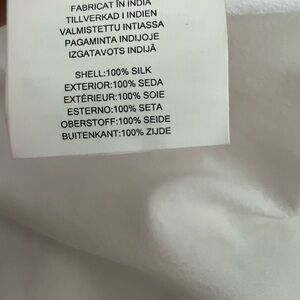 FABRICAT ÎN INDIA
TILLVERKAD I INDIEN
VALMISTETTU INTIASSA
PAGAMINTA INDIJOJE
IZGATAVOTS INDIJĀ
SHELL:100% SILK
EXTERIOR:100% SEDA
EXTÉRIEUR:100% SOIE
ESTERNO:100% SETA
OBERSTOFF:100% SEIDE
BUITENKANT:100% ZIJDE